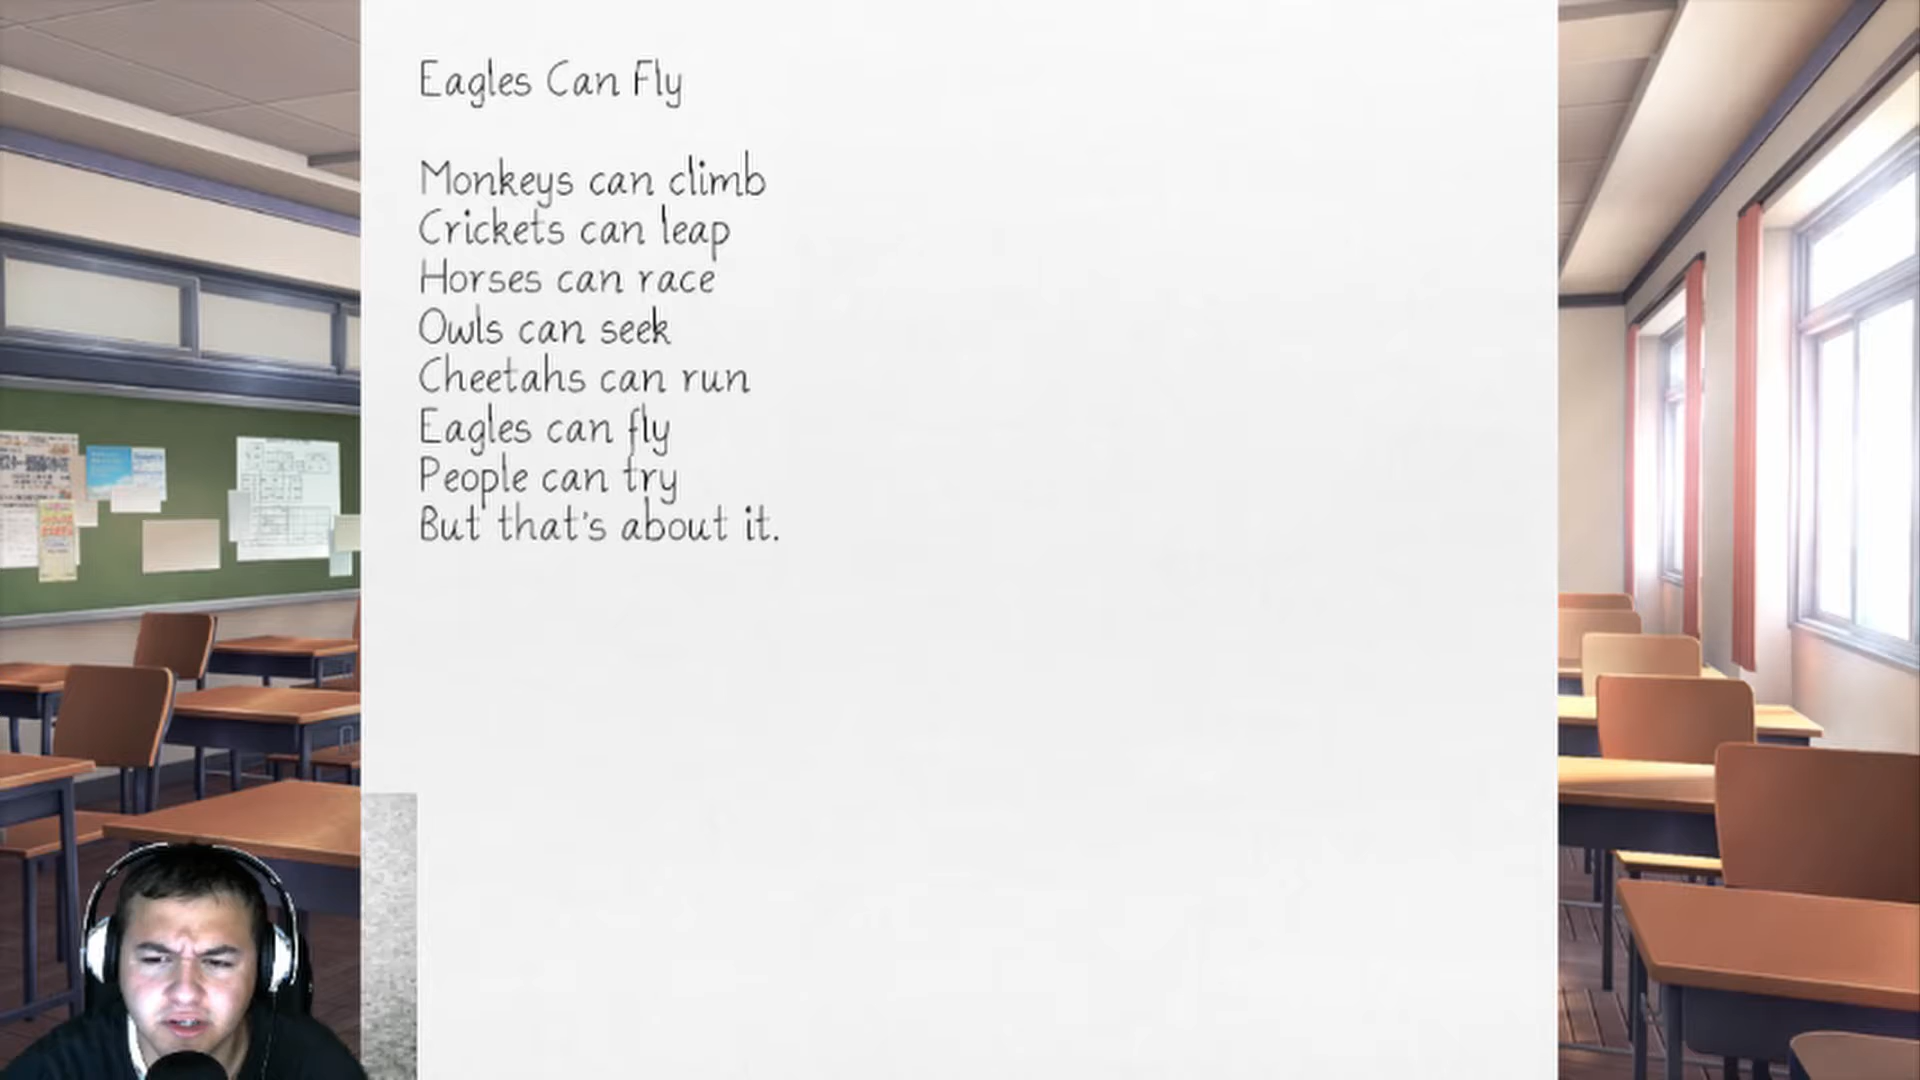 Eagles Can Fly
Monkeys can climb
Crickets can leap
Horses can race
Owls can seek
Cheetahs can run
Eagles can fly
People can try
But that's about it.